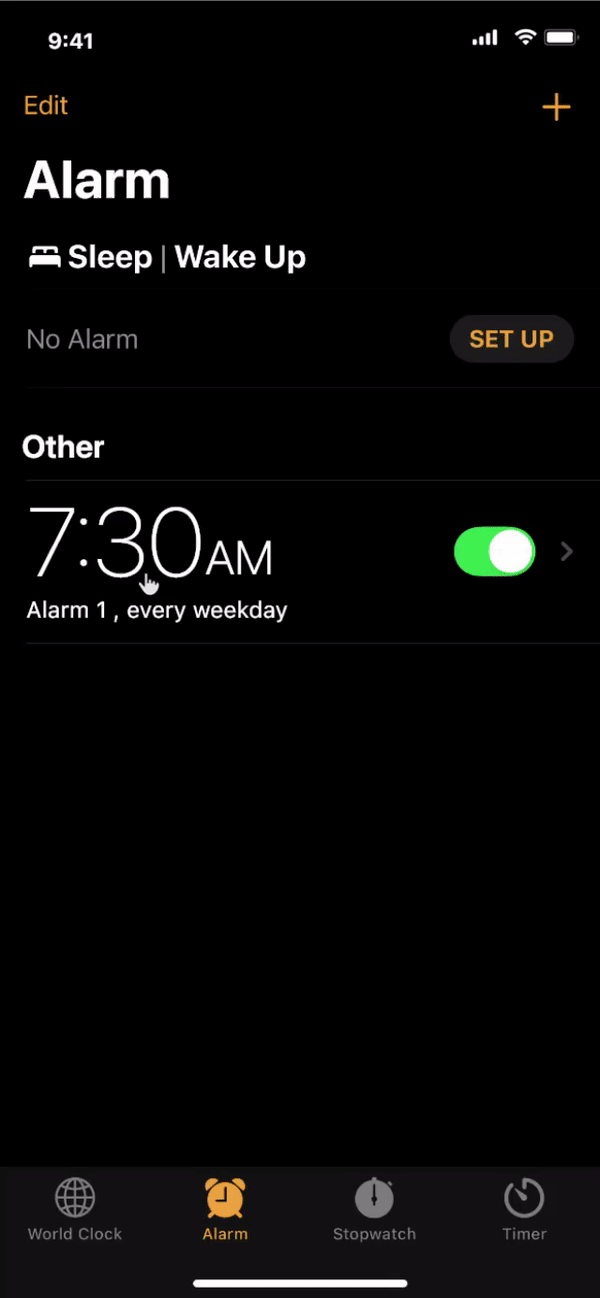 9:41
Edit
Alarm
Sleep | Wake Up
No Alarm SET UP
Other
7:30AM
Alarm 1 , every weekday
World Clock Alarm Stopwatch Timer